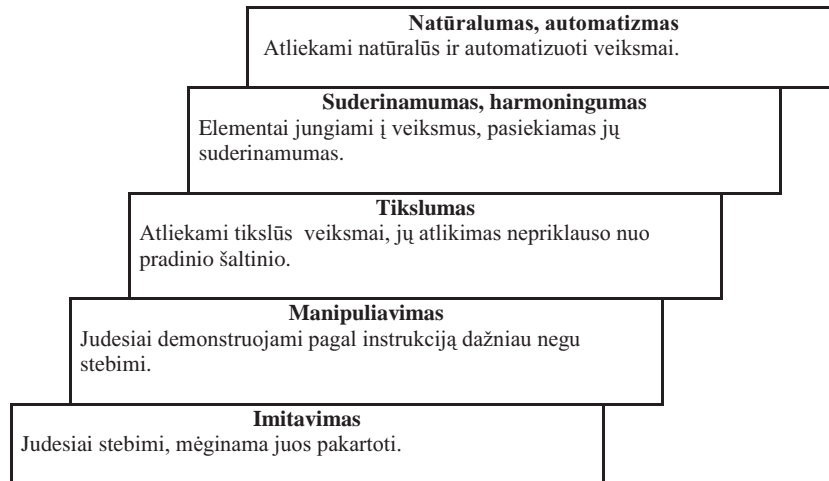 Natūralumas, automatizmas
Atliekami natūralūs ir automatizuoti veiksmai.
Suderinamumas, harmoningumas
Elementai jungiami į veiksmus, pasiekiamas jų
suderinamumas.
Tikslumas
Atliekami tikslūs veiksmai, jų atlikimas nepriklauso nuo
pradinio šaltinio.
Manipuliavimas
Judesiai demonstruojami pagal instrukciją dažniau negu
stebimi.
Imitavimas
Judesiai stebimi, mėginama juos pakartoti.